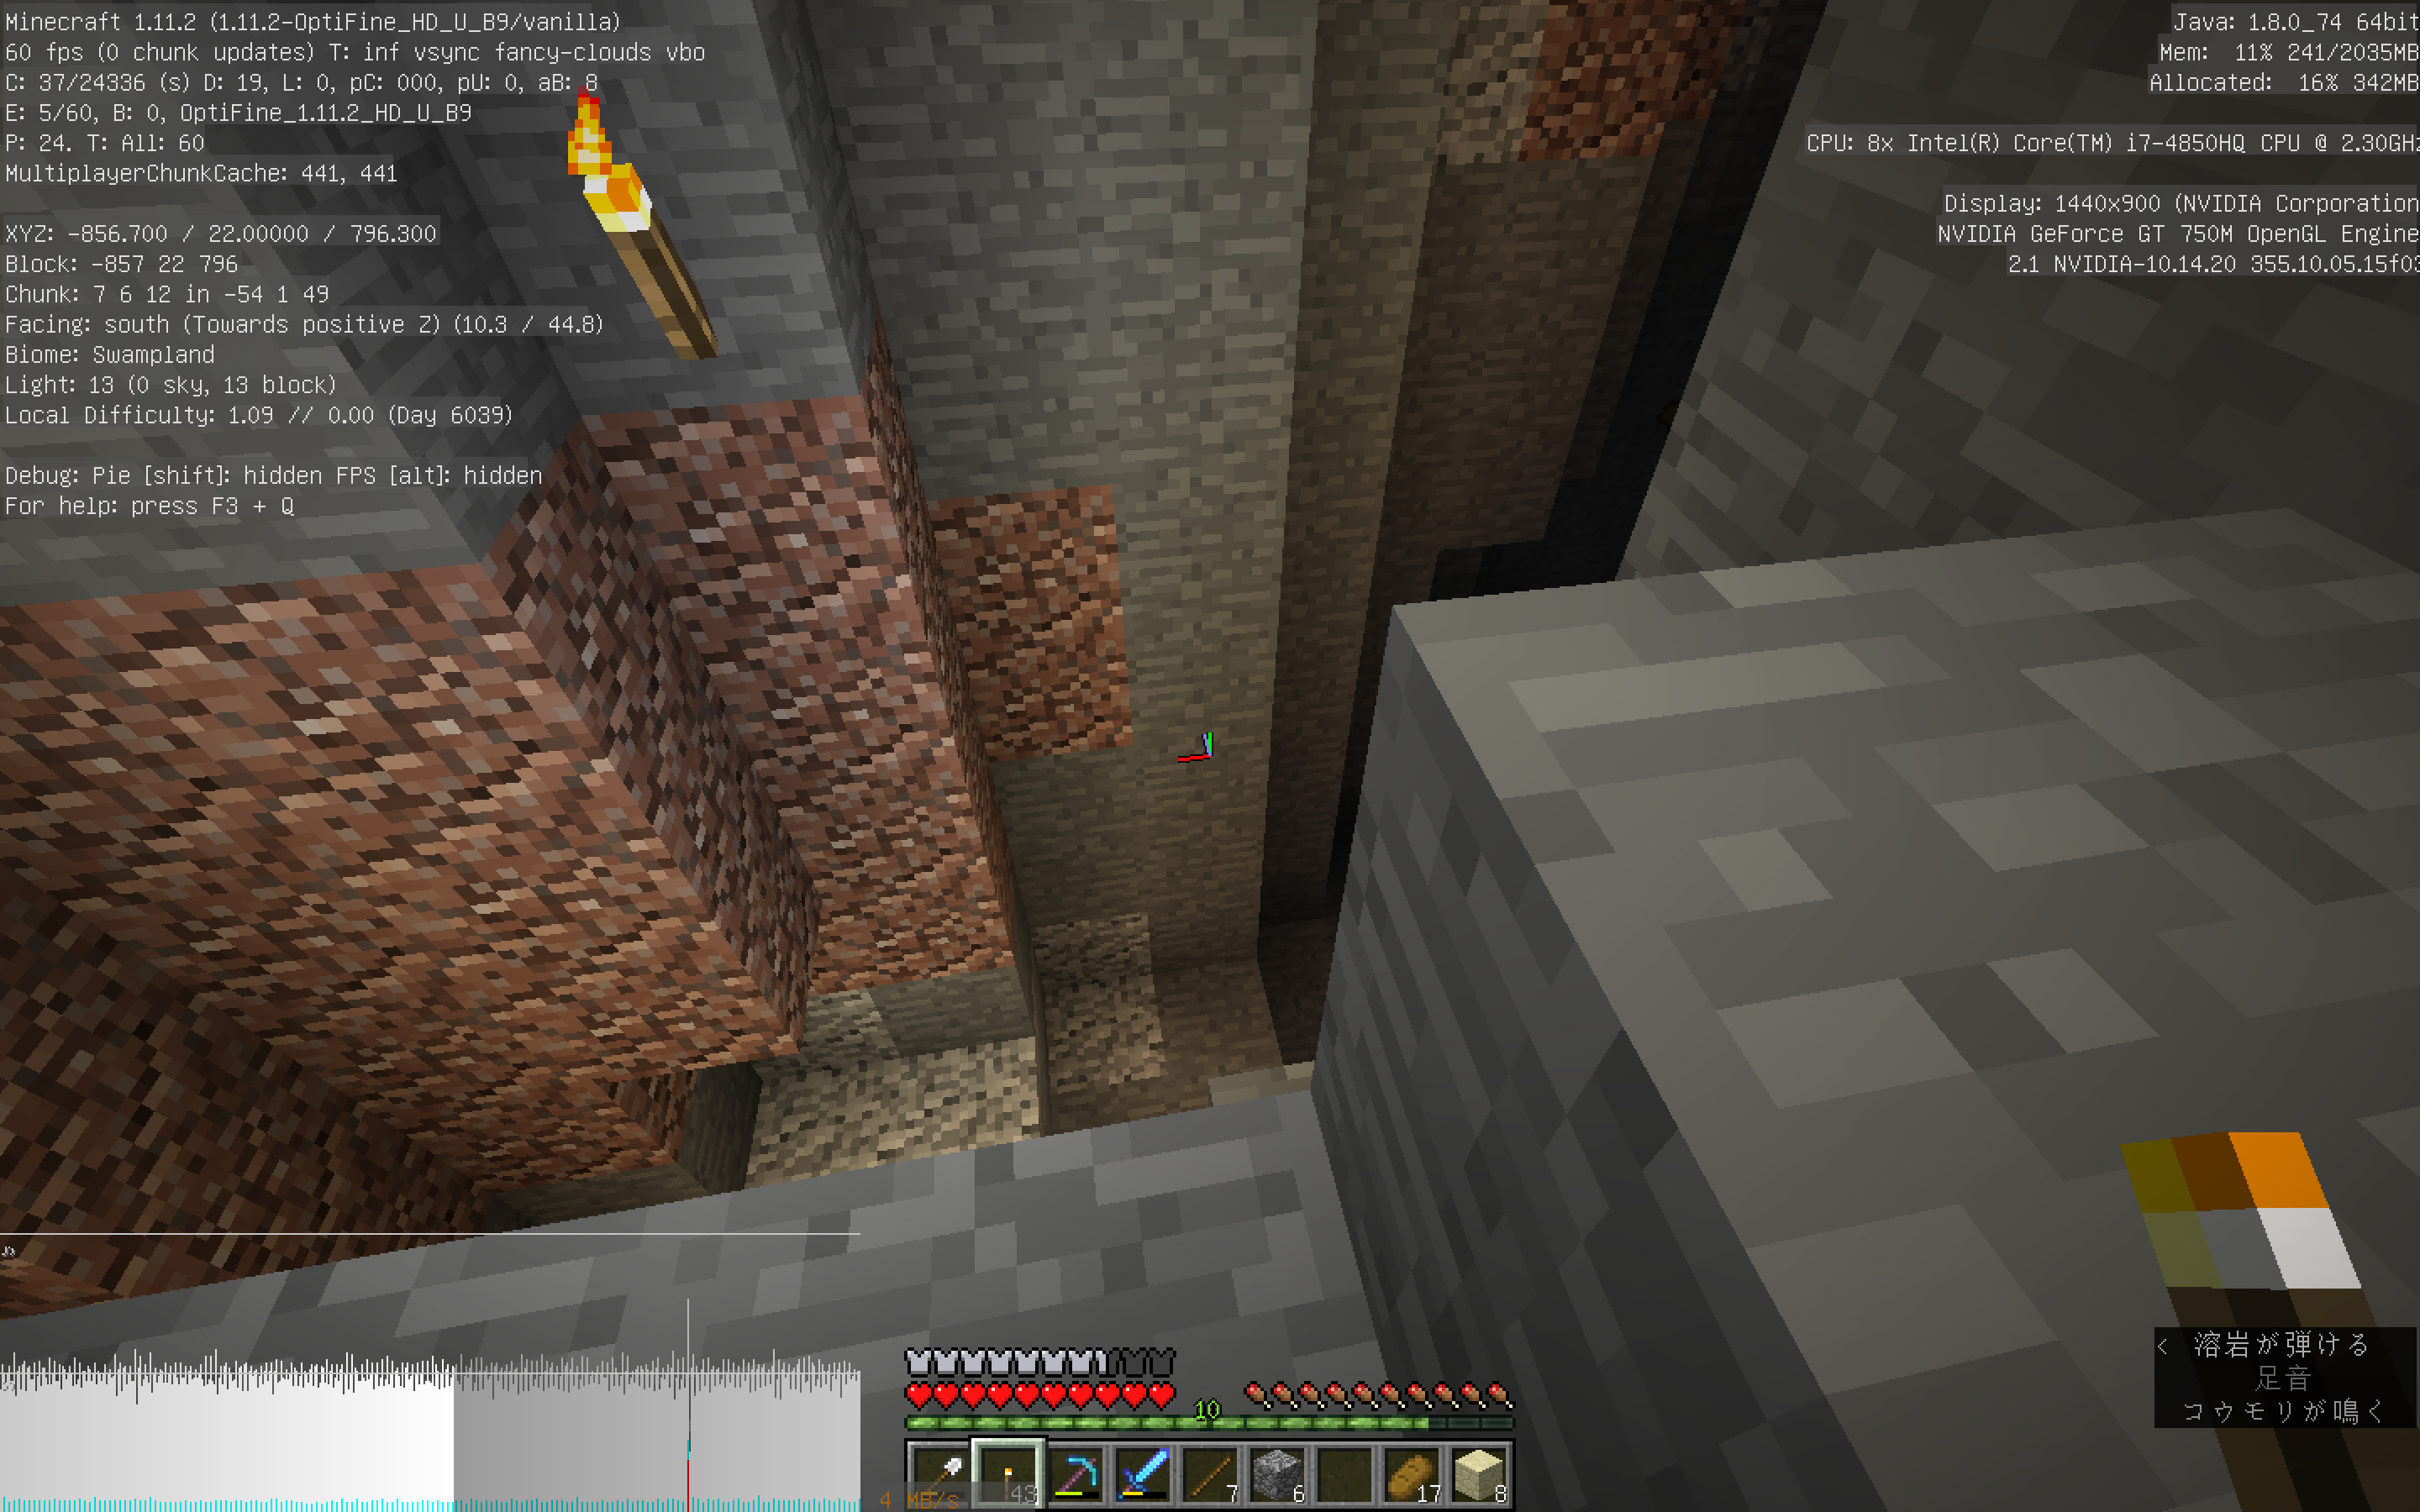 Minecraft 1.11.2 (1.11.2-OptiFine_HD_U_B9/vanilla)
60 fps (0 chunk updates) T: inf vsync fancy-clouds vbo
C: 37/24336 (s) D: 19, L: 0, pC: 000, pU: 0, aB: 8
E: 5/60, B: 0, OptiFine_1.11.2_HD_U_B9
P: 24. T: All: 60
MultiplayerChunkCache: 441, 441
XYZ: -856.700 / 22.00000 / 796.300
Block: -857 22 796
Chunk: 7 6 12 in -54 1 49
Facing: south (Towards positive Z) (10.3 / 44.8)
Biome: Swampland
Light: 13 (0 sky, 13 block)
Local Difficulty: 1.09 // 0.00 (Day 6039)
Debug: Pie [shift]: hidden FPS [alt]: hidden
For help: press F3 + Q
Java: 1.8.0_74 64bit
Mem: 11% 241/2035MB
Allocated: 16% 342MB
CPU: 8x Intel(R) Core(TM) i7-4850HQ CPU @ 2.30GHz
Display: 1440x900 (NVIDIA Corporation
NVIDIA GeForce GT 750M OpenGL Engine
2.1 NVIDIA-10.14.20 355.10.05.15f03
< 溶岩が弾ける
足音
コウモリが鳴く
10
43 7 6 17 8
4 MB/s